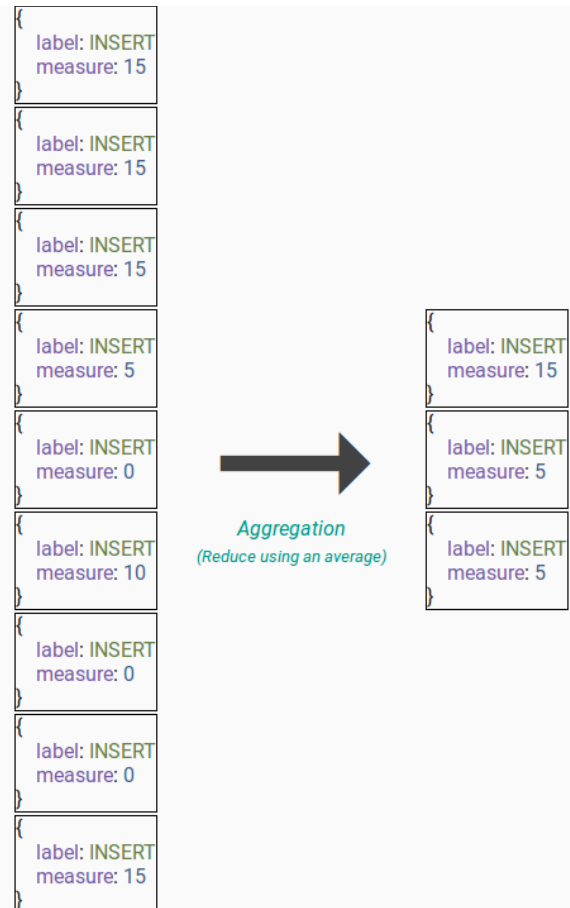 {
label: INSERT
measure: 15
}
{
label: INSERT
measure: 15
}
{
label: INSERT
measure: 15
}
{
label: INSERT
measure: 5
}
{
label: INSERT
measure: 0
}
{
label: INSERT
measure: 10
}
{
label: INSERT
measure: 0
}
{
label: INSERT
measure: 0
}
{
label: INSERT
measure: 15
}
Aggregation
(Reduce using an average)
{
label: INSERT
measure: 15
}
{
label: INSERT
measure: 5
}
{
label: INSERT
measure: 5
}